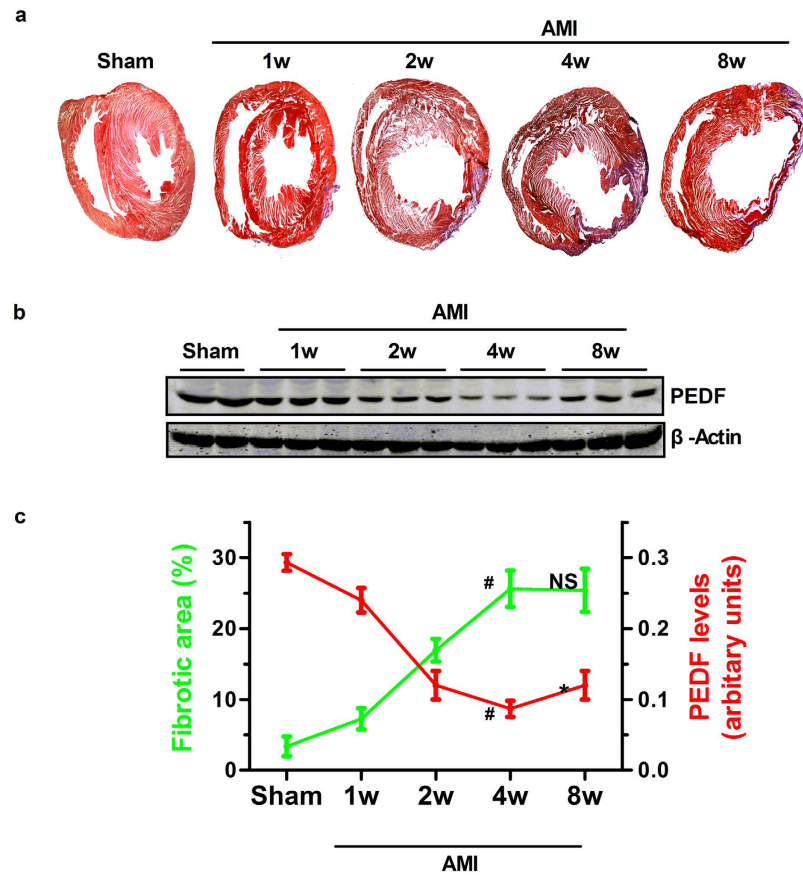 a
AMI
Sham 1w 2w 4w 8w
b
AMI
Sham 1w 2w 4w 8w
PEDF
β -Actin
c
Fibrotic area (%)
30
20
10
0
# NS
# *
0.3
0.2
0.1
0.0
PEDF levels
(arbitary units)
Sham 1w 2w 4w 8w
AMI